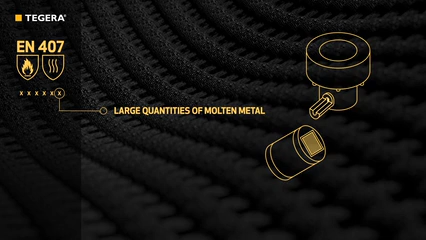 TEGERA®
EN 407
X X X X X X
LARGE QUANTITIES OF MOLTEN METAL